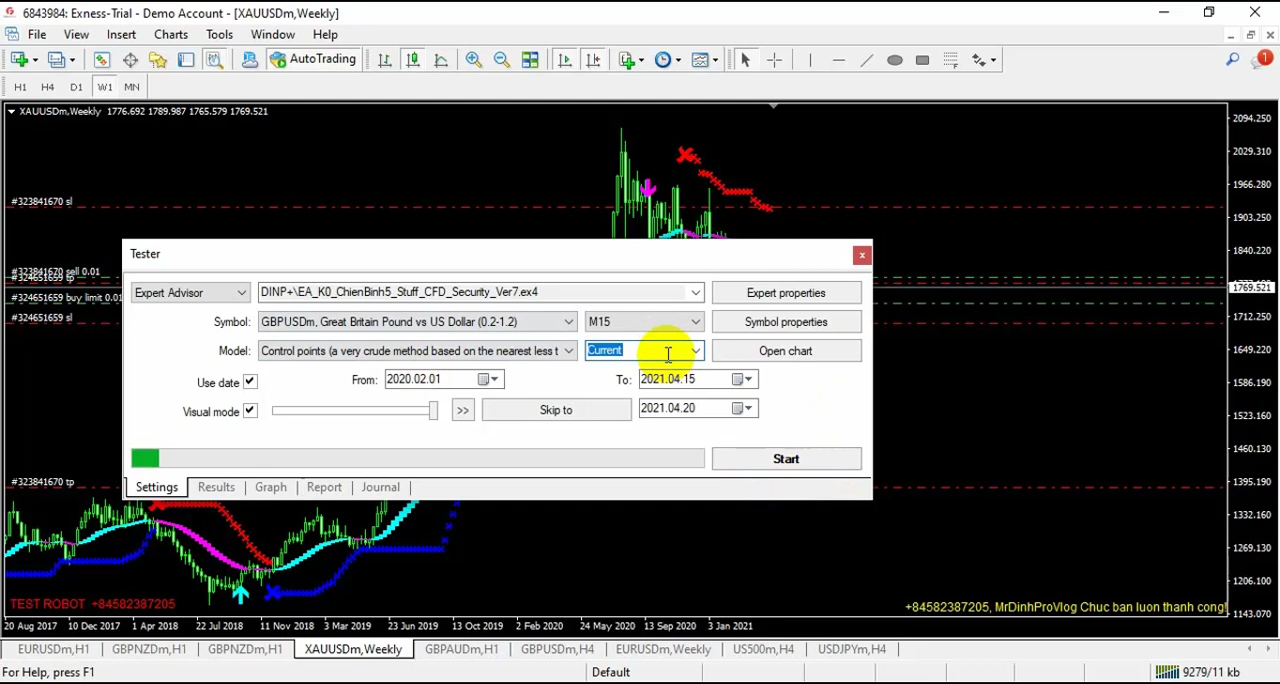 6843984: Exness-Trial - Demo Account - [XAUUSDm,Weekly]
File View Insert Charts Tools Window Help
AutoTrading
1
H1 H4 D1 W1 MN
XAUUSDm,Weekly 1776.692 1789.987 1765.579 1769.521
2094.250
2029.310
1966.280
#323841670 sl
1903.250
1840.220
Tester
#323841670 sell 0.01
#324651659 tp
1769.521
Expert Advisor DINP+\EA_K0_ChienBinh5_Stuff_CFD_Security_Ver7.ex4 Expert properties
#324651659 buy limit 0.01
#324651659 sl
1712.250
Symbol: GBPUSDm, Great Britain Pound vs US Dollar (0.2-1.2) M15 Symbol properties
Model: Control points (a very crude method based on the nearest less t Current Open chart
1649.220
Use date From: 2020.02.01 To: 2021.04.15
1586.190
Visual mode >> Skip to 2021.04.20
1523.160
Start
1460.130
#323841670 tp
Settings Results Graph Report Journal
1395.190
1332.160
1269.130
1206.100
TEST ROBOT +84582387205
+84582387205, MrDinhProVlog Chuc ban luon thanh cong!
1143.070
20 Aug 2017 10 Dec 2017 1 Apr 2018 22 Jul 2018 11 Nov 2018 3 Mar 2019 23 Jun 2019 13 Oct 2019 2 Feb 2020 24 May 2020 13 Sep 2020 3 Jan 2021
EURUSDm,H1 GBPNZDm,H1 GBPNZDm,H1 XAUUSDm,Weekly GBPAUDm,H1 GBPUSDm,H4 EURUSDm,Weekly US500m,H4 USDJPYm,H4
For Help, press F1 Default 9279/11 kb